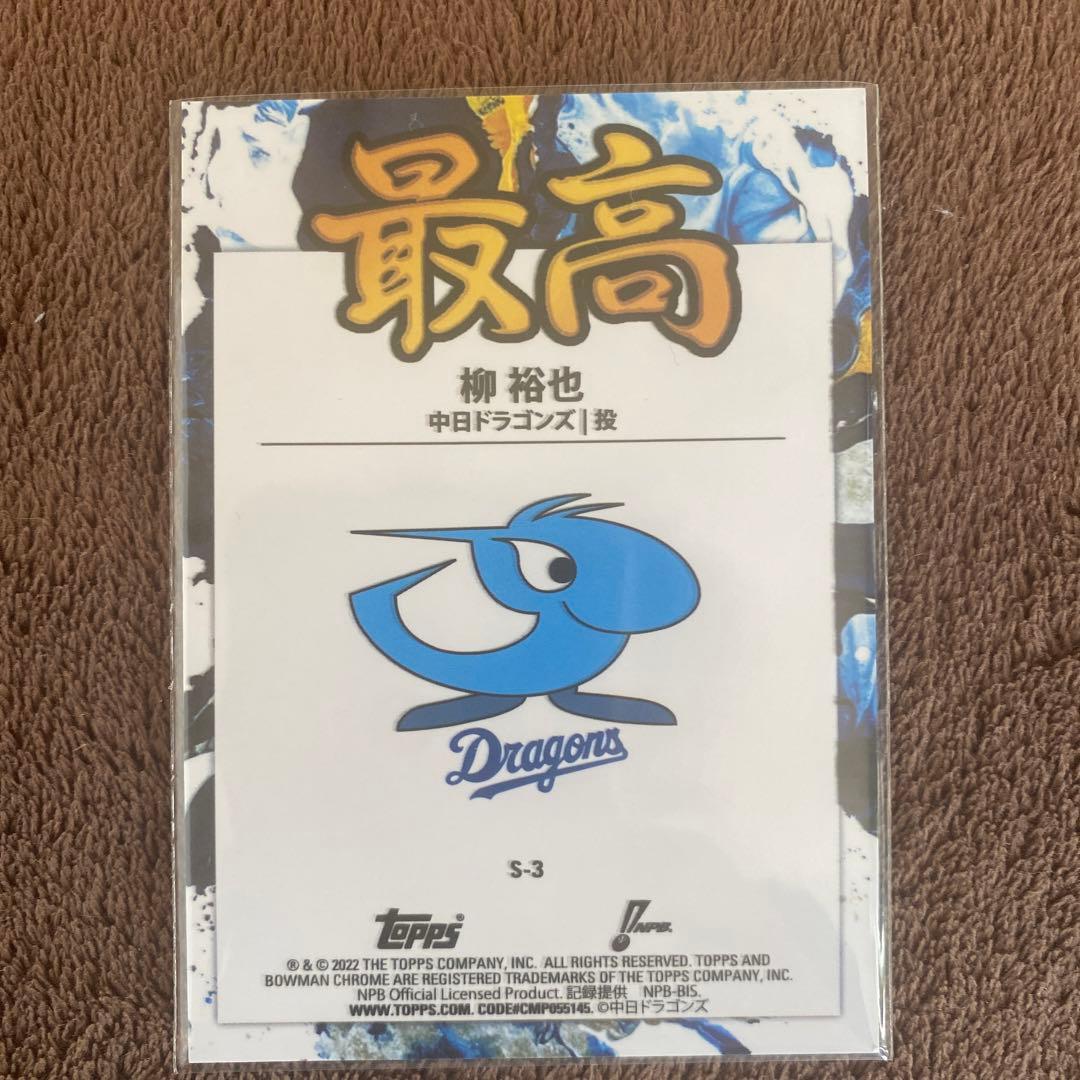 最高
柳 裕也
中日ドラゴンズ | 投
Dragons
S-3
topps®
NPB.
® & © 2022 THE TOPPS COMPANY, INC. ALL RIGHTS RESERVED. TOPPS AND
BOWMAN CHROME ARE REGISTERED TRADEMARKS OF THE TOPPS COMPANY, INC.
NPB Official Licensed Product. 記録提供 NPB-BIS.
WWW.TOPPS.COM. CODE#CMP055145. ©中日ドラゴンズ